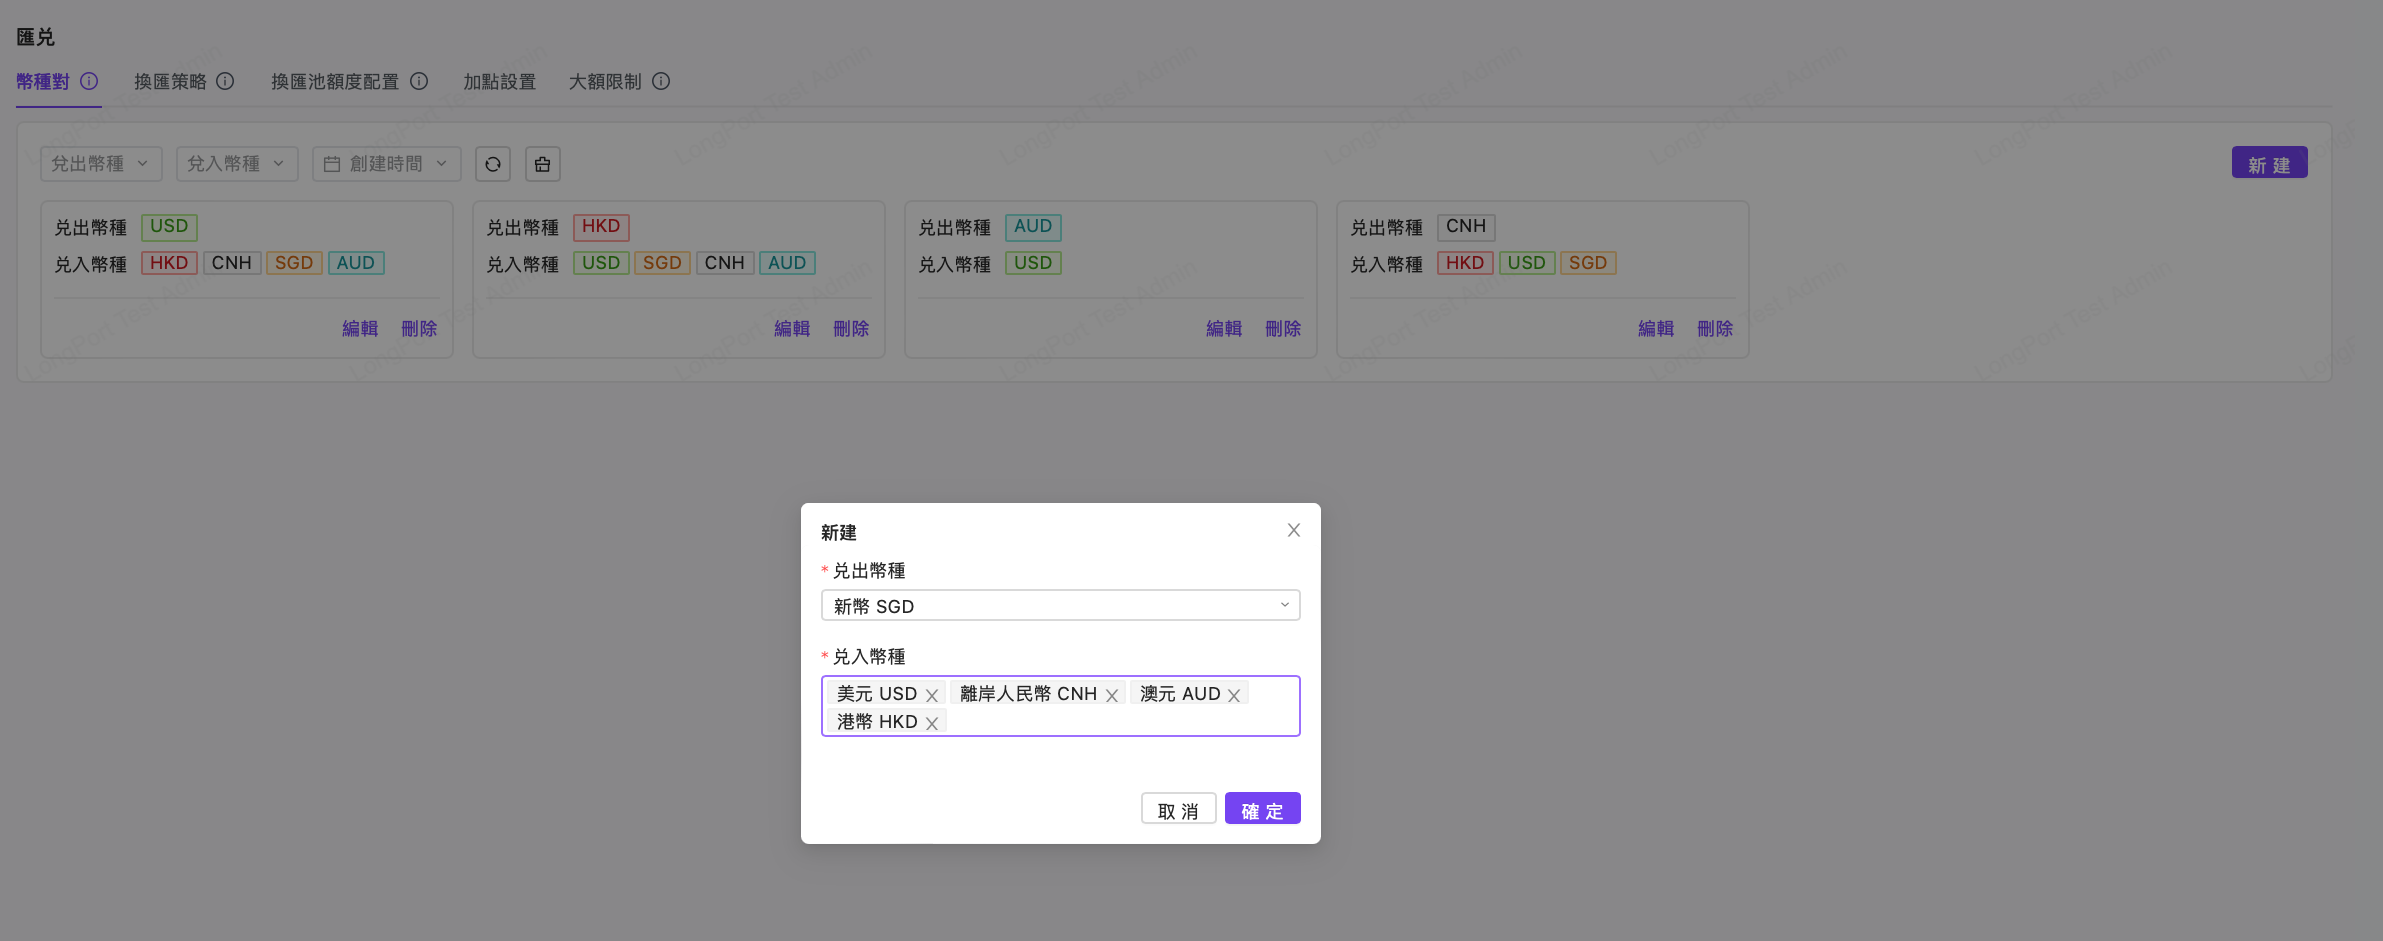 匯兌
幣種對 換匯策略 換匯池額度配置 加點設置 大額限制
兌出幣種 兌入幣種 創建時間 新 建
兌出幣種 USD
兌入幣種 HKD CNH SGD AUD
編輯 刪除
兌出幣種 HKD
兌入幣種 USD SGD CNH AUD
編輯 刪除
兌出幣種 AUD
兌入幣種 USD
編輯 刪除
兌出幣種 CNH
兌入幣種 HKD USD SGD
編輯 刪除
新建
* 兌出幣種
新幣 SGD
* 兌入幣種
美元 USD 離岸人民幣 CNH 澳元 AUD
港幣 HKD
取 消 確 定
LongPort Test Admin